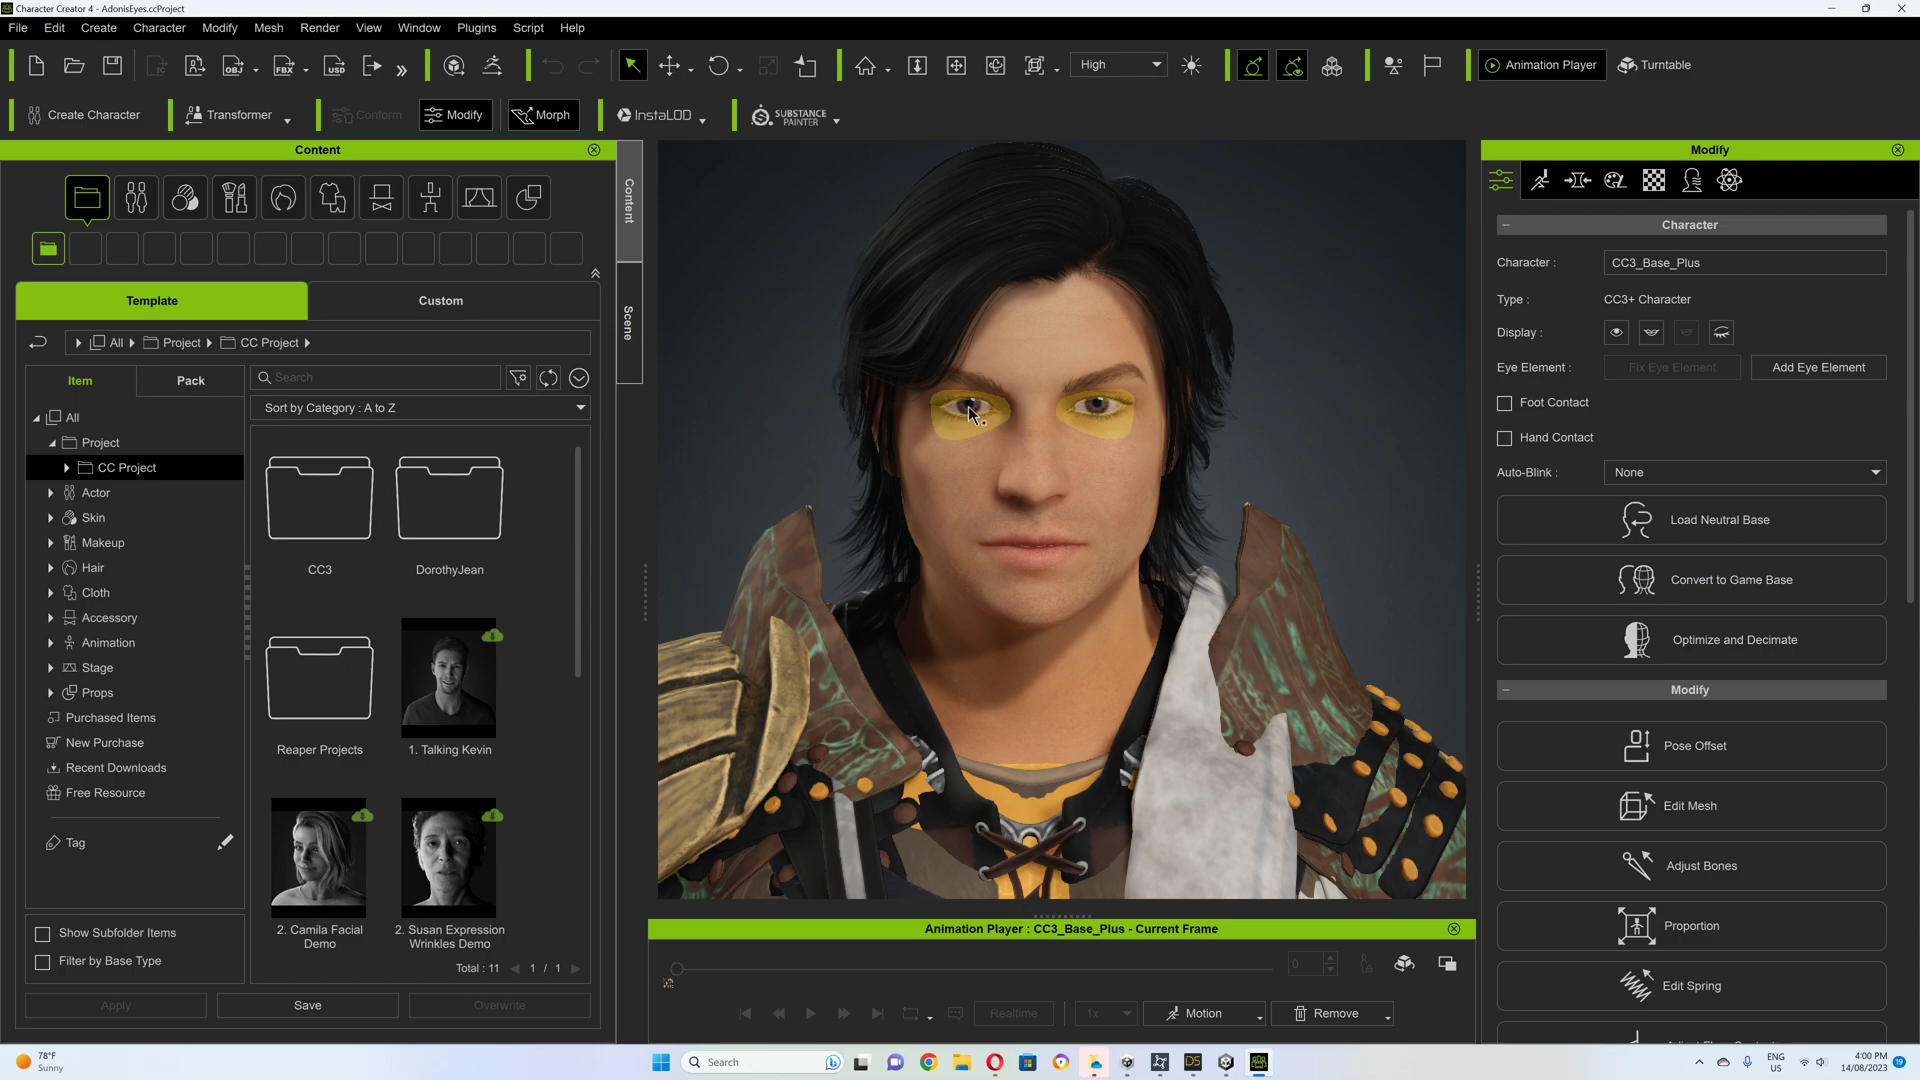 Character Creator 4 - AdonisEyes.ccProject
File Edit Create Character Modify Mesh Render View Window Plugins Script Help
High Animation Player Turntable
Create Character Transformer Conform Modify Morph InstaLOD SUBSTANCE PAINTER
Content
Content
Scene
Template Custom
All Project CC Project
Item Pack
Search
Sort by Category : A to Z
All
Project
CC Project
Actor
Skin
Makeup
Hair
Cloth
Accessory
Animation
Stage
Props
Purchased Items
New Purchase
Recent Downloads
Free Resource
Tag
Show Subfolder Items
Filter by Base Type
CC3 DorothyJean
Reaper Projects 1. Talking Kevin
2. Camila Facial Demo
2. Susan Expression Wrinkles Demo
Total : 11 1 / 1
Apply Save Overwrite
Animation Player : CC3_Base_Plus - Current Frame
0
Realtime 1x Motion Remove
Modify
Character
Character : CC3_Base_Plus
Type : CC3+ Character
Display :
Eye Element : Fix Eye Element Add Eye Element
Foot Contact
Hand Contact
Auto-Blink : None
Load Neutral Base
Convert to Game Base
Optimize and Decimate
Modify
Pose Offset
Edit Mesh
Adjust Bones
Proportion
Edit Spring
78°F
Sunny
Search
ENG
US
4:00 PM
14/08/2023
19